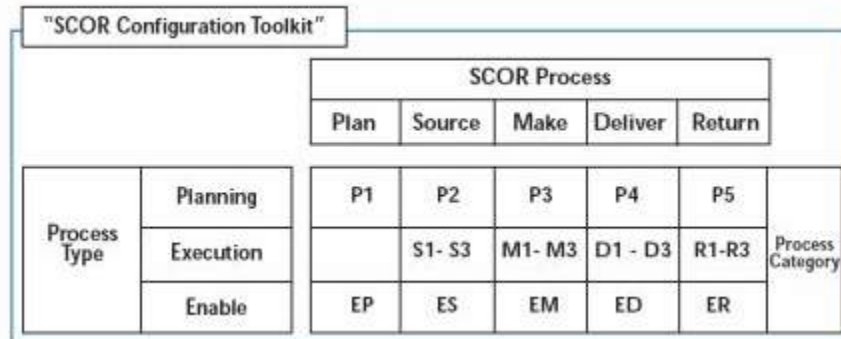 "SCOR Configuration Toolkit"
SCOR Process
Plan Source Make Deliver Return
Process Type
Planning P1 P2 P3 P4 P5
Execution S1- S3 M1- M3 D1 - D3 R1-R3
Enable EP ES EM ED ER
Process
Category